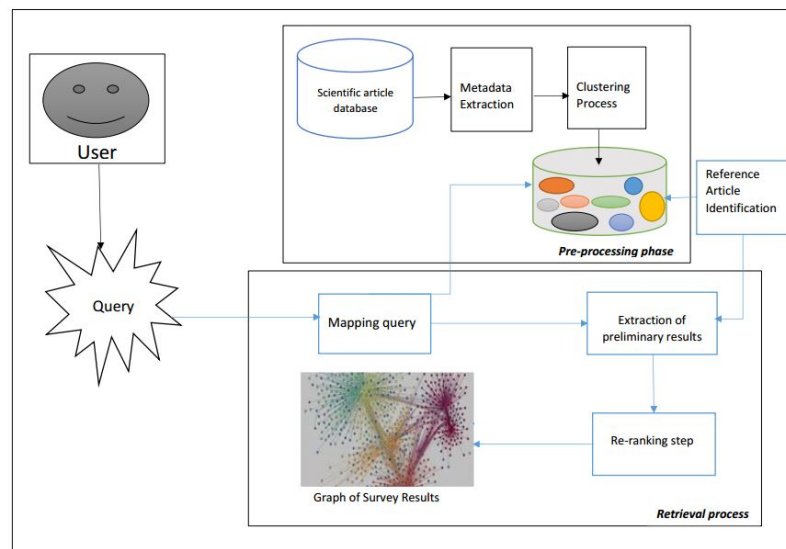 User
Query
Scientific article
database
Metadata
Extraction
Clustering
Process
Pre-processing phase
Reference
Article
Identification
Mapping query
Extraction of
preliminary results
Re-ranking step
Graph of Survey Results
Retrieval process